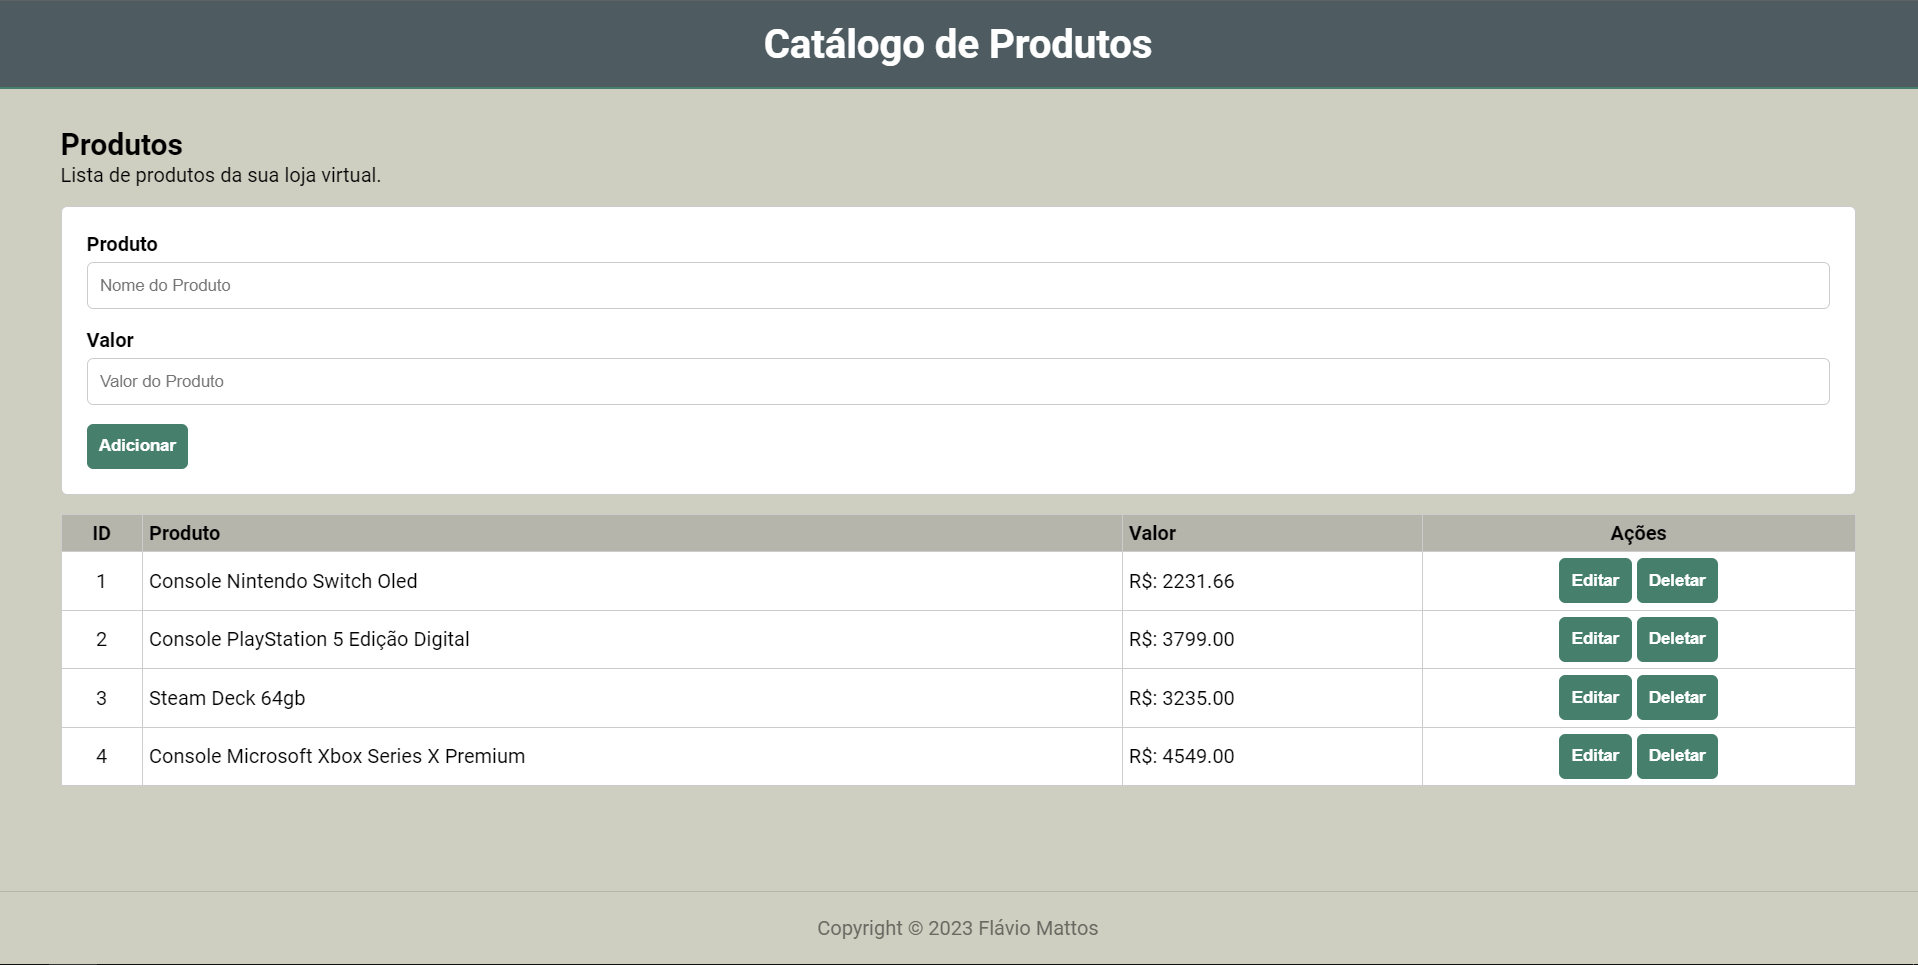 Catálogo de Produtos
Produtos
Lista de produtos da sua loja virtual.
Produto
Nome do Produto
Valor
Valor do Produto
Adicionar
ID Produto Valor Ações
1 Console Nintendo Switch Oled R$: 2231.66 Editar Deletar
2 Console PlayStation 5 Edição Digital R$: 3799.00 Editar Deletar
3 Steam Deck 64gb R$: 3235.00 Editar Deletar
4 Console Microsoft Xbox Series X Premium R$: 4549.00 Editar Deletar
Copyright © 2023 Flávio Mattos